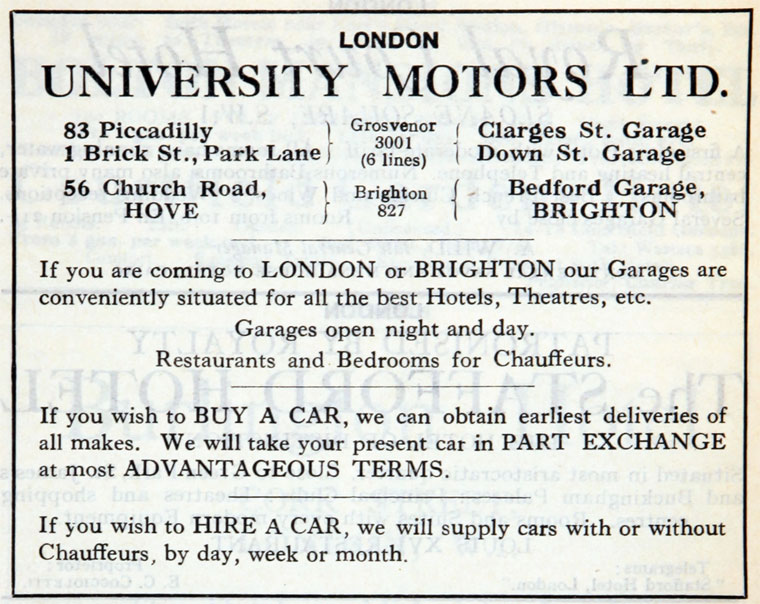 LONDON
UNIVERSITY MOTORS LTD.
83 Piccadilly
1 Brick St., Park Lane
Grosvenor
3001
(6 lines)
Clarges St. Garage
Down St. Garage
56 Church Road,
HOVE
Brighton
827
Bedford Garage,
BRIGHTON
If you are coming to LONDON or BRIGHTON our Garages are
conveniently situated for all the best Hotels, Theatres, etc.
Garages open night and day.
Restaurants and Bedrooms for Chauffeurs.
If you wish to BUY A CAR, we can obtain earliest deliveries of
all makes. We will take your present car in PART EXCHANGE
at most ADVANTAGEOUS TERMS.
If you wish to HIRE A CAR, we will supply cars with or without
Chauffeurs, by day, week or month.